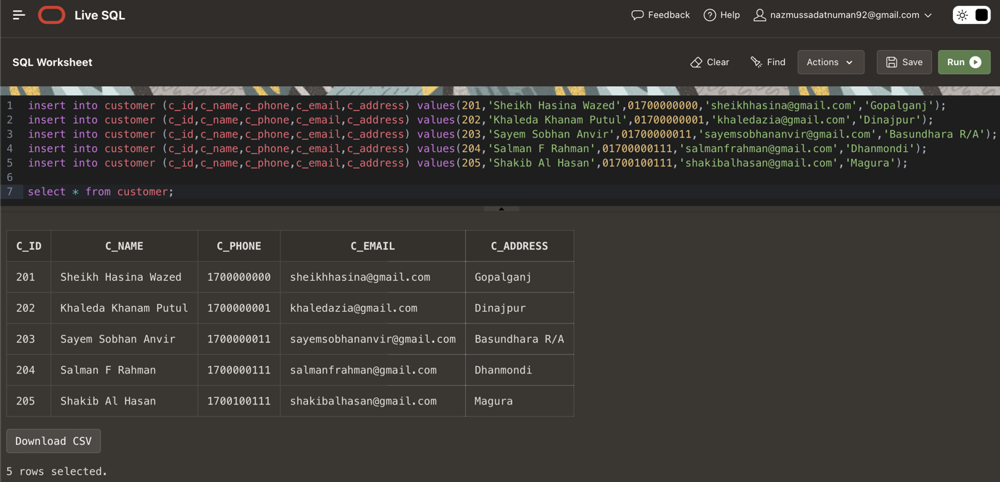 Live SQL Feedback Help nazmussadatnuman92@gmail.com
SQL Worksheet Clear Find Actions Save Run
1 insert into customer (c_id,c_name,c_phone,c_email,c_address) values(201,'Sheikh Hasina Wazed',01700000000,'sheikhhasina@gmail.com','Gopalganj');
2 insert into customer (c_id,c_name,c_phone,c_email,c_address) values(202,'Khaleda Khanam Putul',01700000001,'khaledazia@gmail.com','Dinajpur');
3 insert into customer (c_id,c_name,c_phone,c_email,c_address) values(203,'Sayem Sobhan Anvir',01700000011,'sayemsobhananvir@gmail.com','Basundhara R/A');
4 insert into customer (c_id,c_name,c_phone,c_email,c_address) values(204,'Salman F Rahman',01700000111,'salmanfrahman@gmail.com','Dhanmondi');
5 insert into customer (c_id,c_name,c_phone,c_email,c_address) values(205,'Shakib Al Hasan',01700100111,'shakibalhasan@gmail.com','Magura');
6
7 select * from customer;
C_ID C_NAME C_PHONE C_EMAIL C_ADDRESS
201 Sheikh Hasina Wazed 1700000000 sheikhhasina@gmail.com Gopalganj
202 Khaleda Khanam Putul 1700000001 khaledazia@gmail.com Dinajpur
203 Sayem Sobhan Anvir 1700000011 sayemsobhananvir@gmail.com Basundhara R/A
204 Salman F Rahman 1700000111 salmanfrahman@gmail.com Dhanmondi
205 Shakib Al Hasan 1700100111 shakibalhasan@gmail.com Magura
Download CSV
5 rows selected.